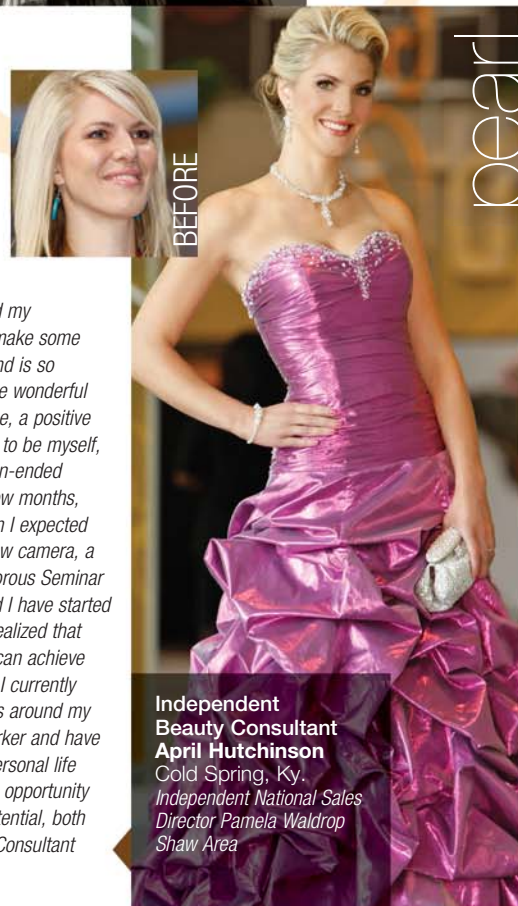 pearl
BEFORE
d my
make some
nd is so
e wonderful
e, a positive
to be myself,
n-ended
w months,
n I expected
w camera, a
orous Seminar
d I have started
ealized that
can achieve
I currently
s around my
rker and have
ersonal life
opportunity
tential, both
Consultant
Independent
Beauty Consultant
April Hutchinson
Cold Spring, Ky.
Independent National Sales
Director Pamela Waldrop
Shaw Area